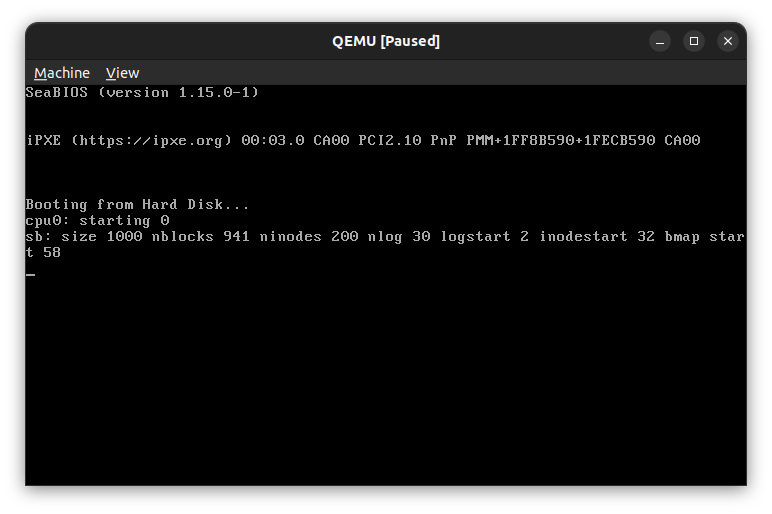 QEMU [Paused]
Machine View
SeaBIOS (version 1.15.0-1)
iPXE (https://ipxe.org) 00:03.0 CA00 PCI2.10 PnP PMM+1FF8B590+1FECB590 CA00
Booting from Hard Disk...
cpu0: starting 0
sb: size 1000 nblocks 941 ninodes 200 nlog 30 logstart 2 inodestart 32 bmap star
t 58